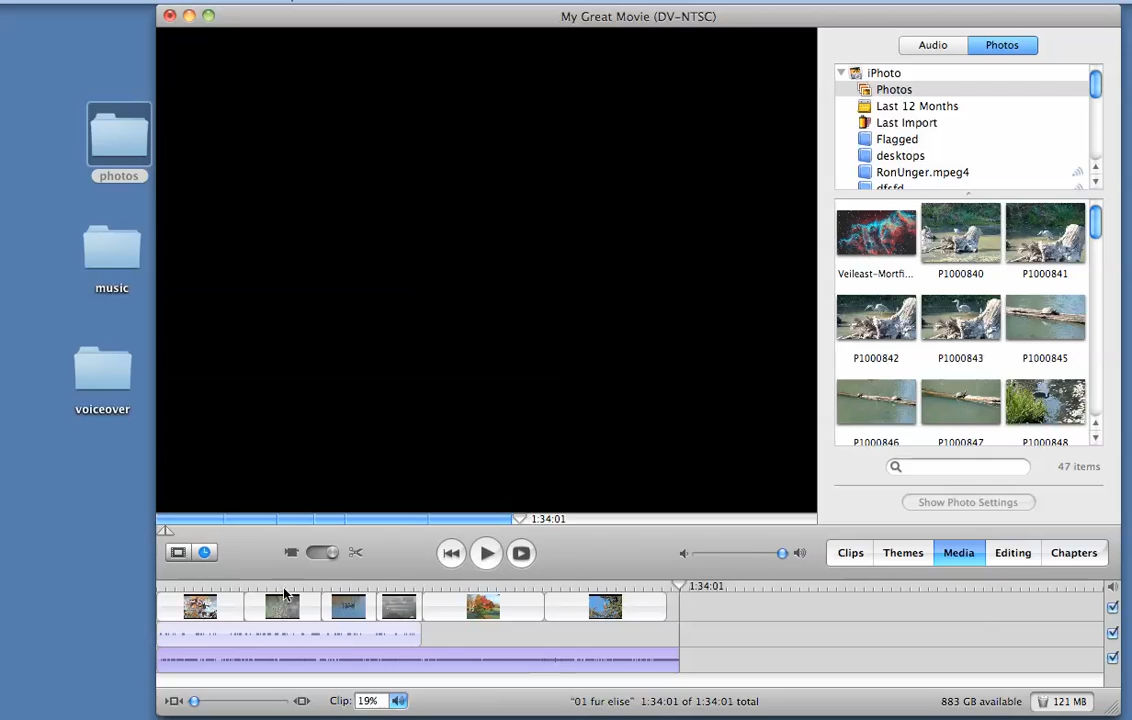 My Great Movie (DV-NTSC)
Audio
Photos
iPhoto
Photos
Last 12 Months
Last Import
Flagged
desktops
RonUnger.mpeg4
dfsfd
photos
music
voiceover
Veileast-Mortfi...
P1000840
P1000841
P1000842
P1000843
P1000845
P1000846
P1000847
P1000848
47 items
Show Photo Settings
1:34:01
Clips
Themes
Media
Editing
Chapters
1:34:01
Clip:
19%
"01 fur elise" 1:34:01 of 1:34:01 total
883 GB available
121 MB